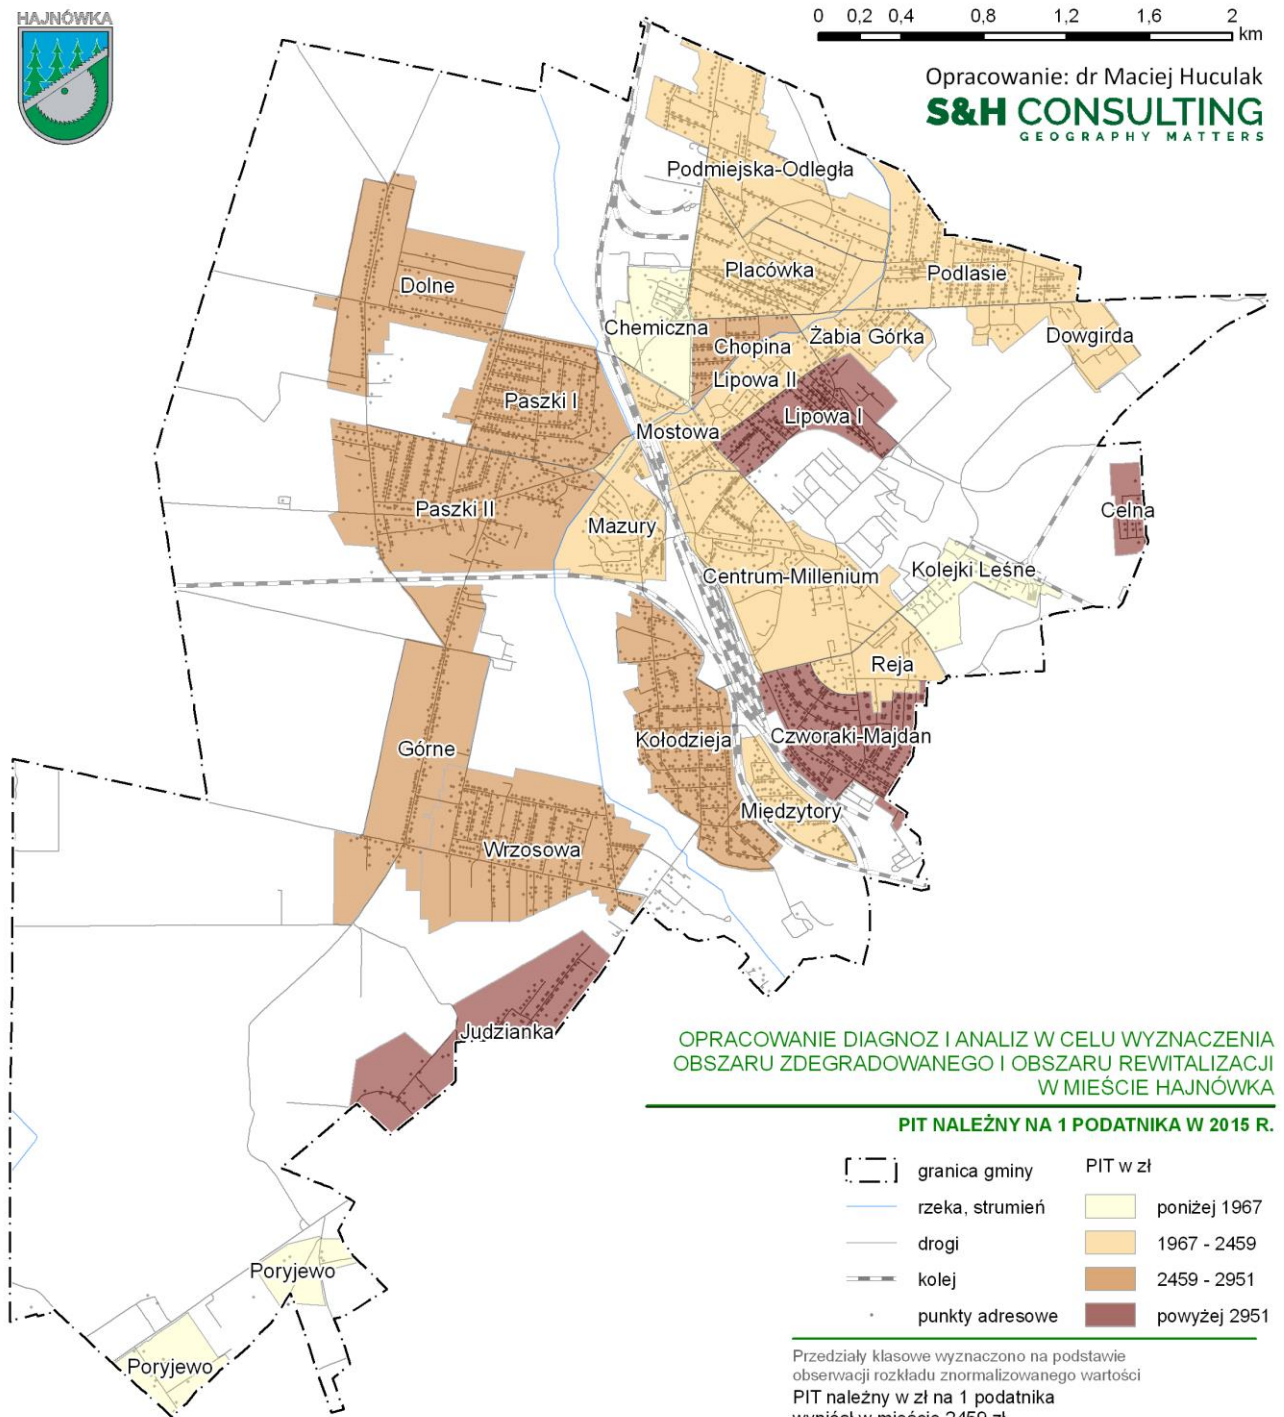 HAJNÓWKA
0 0,2 0,4 0,8 1,2 1,6 2
km
Opracowanie: dr Maciej Huculak
S&H CONSULTING
GEOGRAPHY MATTERS
Podmiejska-Odległa
Placówka
Podlasie
Dolne
Chemiczna
Chopina
Żabia Górka
Dowgirda
Lipowa II
Paszki I
Lipowa I
Mostowa
Paszki II
Celna
Mazury
Centrum-Millenium
Kolejki Leśne
Reja
Górne
Kołodzieja
Czworaki-Majdan
Międzytory
Wrzosowa
Judzianka
Poryjewo
Poryjewo
OPRACOWANIE DIAGNOZ I ANALIZ W CELU WYZNACZENIA
OBSZARU ZDEGRADOWANEGO I OBSZARU REWITALIZACJI
W MIEŚCIE HAJNÓWKA
PIT NALEŻNY NA 1 PODATNIKA W 2015 R.
granica gminy
rzeka, strumień
drogi
kolej
punkty adresowe
PIT w zł
poniżej 1967
1967 - 2459
2459 - 2951
powyżej 2951
Przedziały klasowe wyznaczono na podstawie
obserwacji rozkładu znormalizowanego wartości
PIT należny w zł na 1 podatnika
wyniósł w mieście 2459 zł